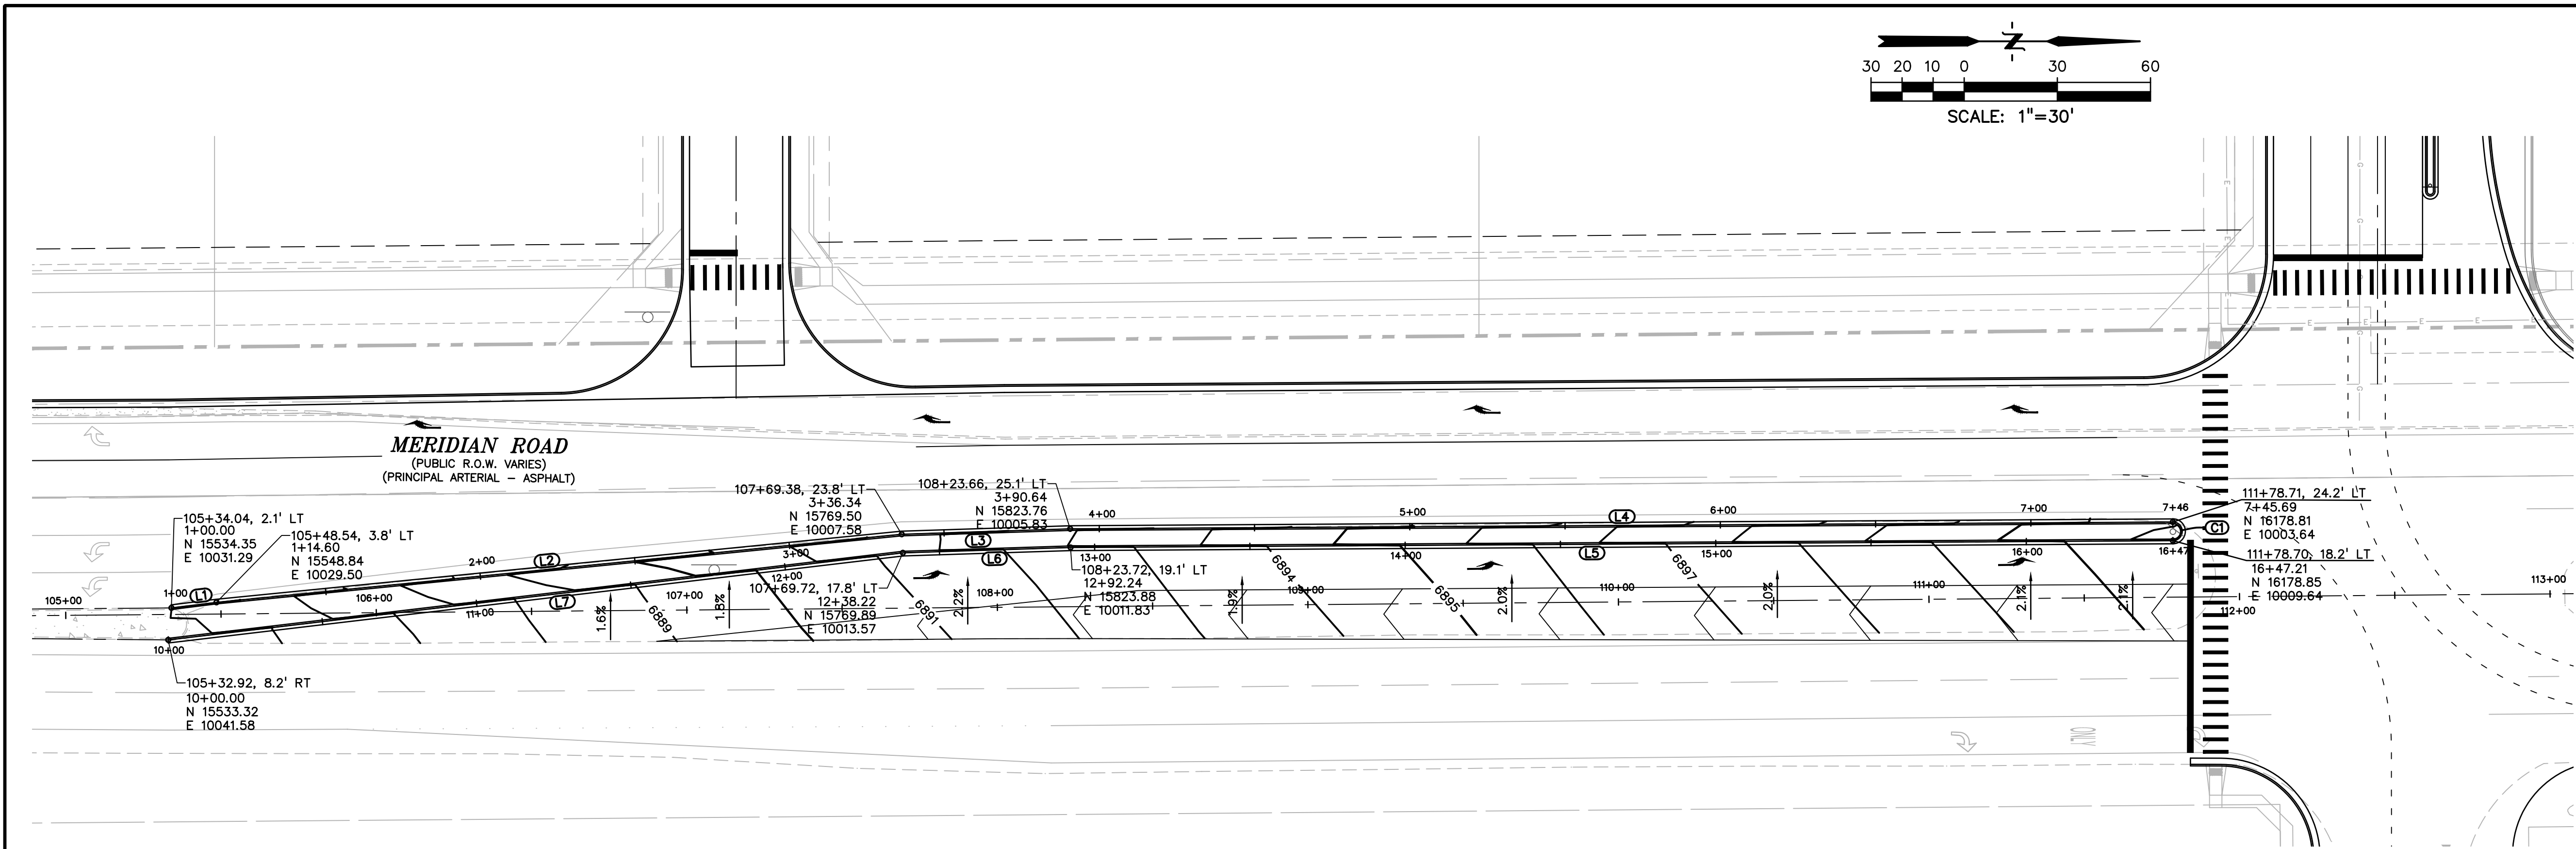 Z
30 20 10 0 30 60
SCALE: 1"=30'
MERIDIAN ROAD
(PUBLIC R.O.W. VARIES)
(PRINCIPAL ARTERIAL – ASPHALT)
105+34.04, 2.1' LT
1+00.00
N 15534.35
E 10031.29
105+48.54, 3.8' LT
1+14.60
N 15548.84
E 10029.50
107+69.38, 23.8' LT
3+36.34
N 15769.50
E 10007.58
108+23.66, 25.1' LT
3+90.64
N 15823.76
E 10005.83
111+78.71, 24.2' LT
7+45.69
N 16178.81
E 10003.64
111+78.70, 18.2' LT
16+47.21
N 16178.85
E 10009.64
107+69.72, 17.8' LT
12+38.22
N 15769.89
E 10013.57
108+23.72, 19.1' LT
12+92.24
N 15823.88
E 10011.83
105+32.92, 8.2' RT
10+00.00
N 15533.32
E 10041.58
1+00
2+00
3+00
4+00
5+00
6+00
7+00
7+46
10+00
11+00
12+00
13+00
14+00
15+00
16+00
16+47
105+00
106+00
107+00
108+00
109+00
110+00
111+00
112+00
113+00
L1
L2
L3
L4
L5
L6
L7
C1
6889
6891
6894
6895
6897
1.6%
1.8%
2.2%
1.9%
2.0%
2.0%
2.1%
2.1%
E
E
E
E
E
E
E
G
G
G
ONLY